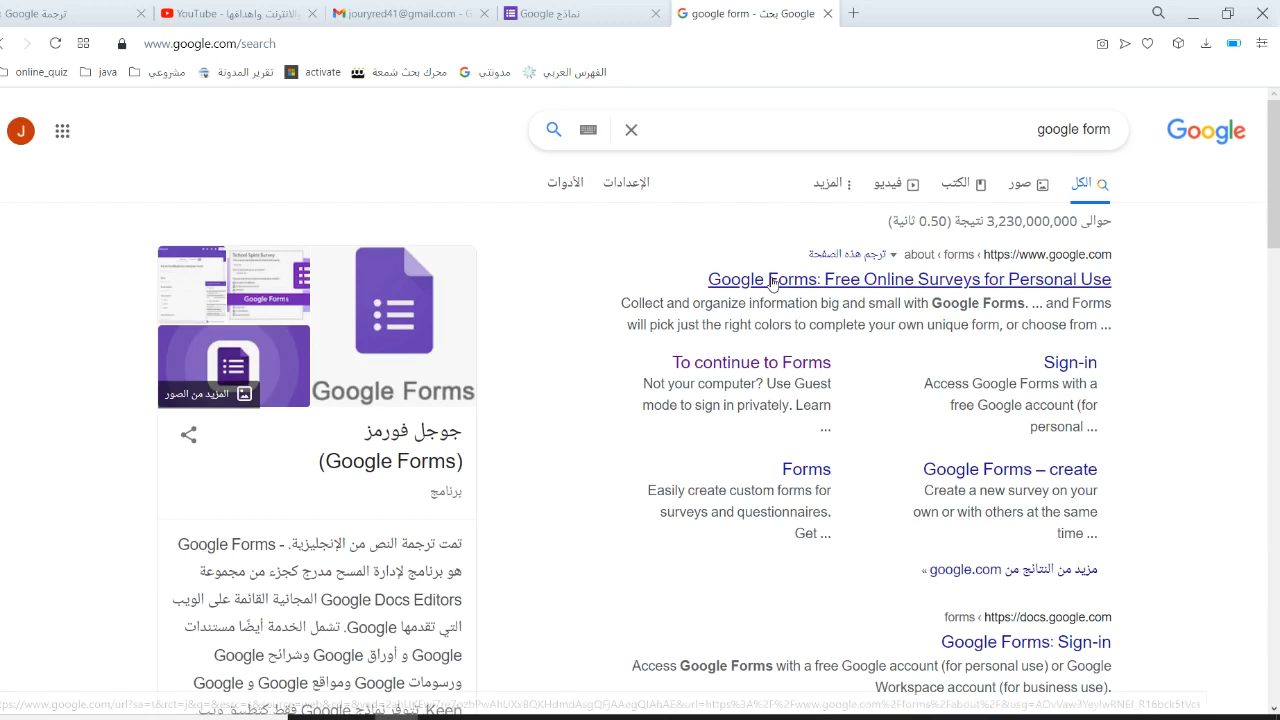 ترجمة Google
YouTube - والانترنت واهدافها
jouryred41@gmail.com - G
نماذج Google
google form - بحث Google
www.google.com/search
online_quiz
java
مشروعي
تقرير المدونة
activate
محرك بحث شمعة
مدونتي
الفهرس العربي
J
google form
Google
الكل
صور
الكتب
فيديو
المزيد
الإعدادات
الأدوات
حوالى 3,230,000,000 نتيجة (0.50 ثانية)
https://www.google.com › forms › about ترجم هذه الصفحة
Google Forms: Free Online Surveys for Personal Use
Collect and organize information big and small with Google Forms. ... and Forms
will pick just the right colors to complete your own unique form, or choose from ...
Sign-in
Access Google Forms with a
free Google account (for
personal ...
To continue to Forms
Not your computer? Use Guest
mode to sign in privately. Learn
...
Google Forms – create
Create a new survey on your
own or with others at the same
time ...
Forms
Easily create custom forms for
surveys and questionnaires.
Get ...
مزيد من النتائج من google.com »
https://docs.google.com › forms
Google Forms: Sign-in
Access Google Forms with a free Google account (for personal use) or Google
Workspace account (for business use).
Google Forms
Google Forms
المزيد من الصور
جوجل فورمز
(Google Forms)
برنامج
تمت ترجمة النص من الإنجليزية. - Google Forms
هو برنامج لإدارة المسح مدرج كجزء من مجموعة
Google Docs Editors المجانية القائمة على الويب
التي تقدمها Google. تشمل الخدمة أيضًا مستندات
Google و أوراق Google وشرائح Google
ورسومات Google ومواقع Google و Google